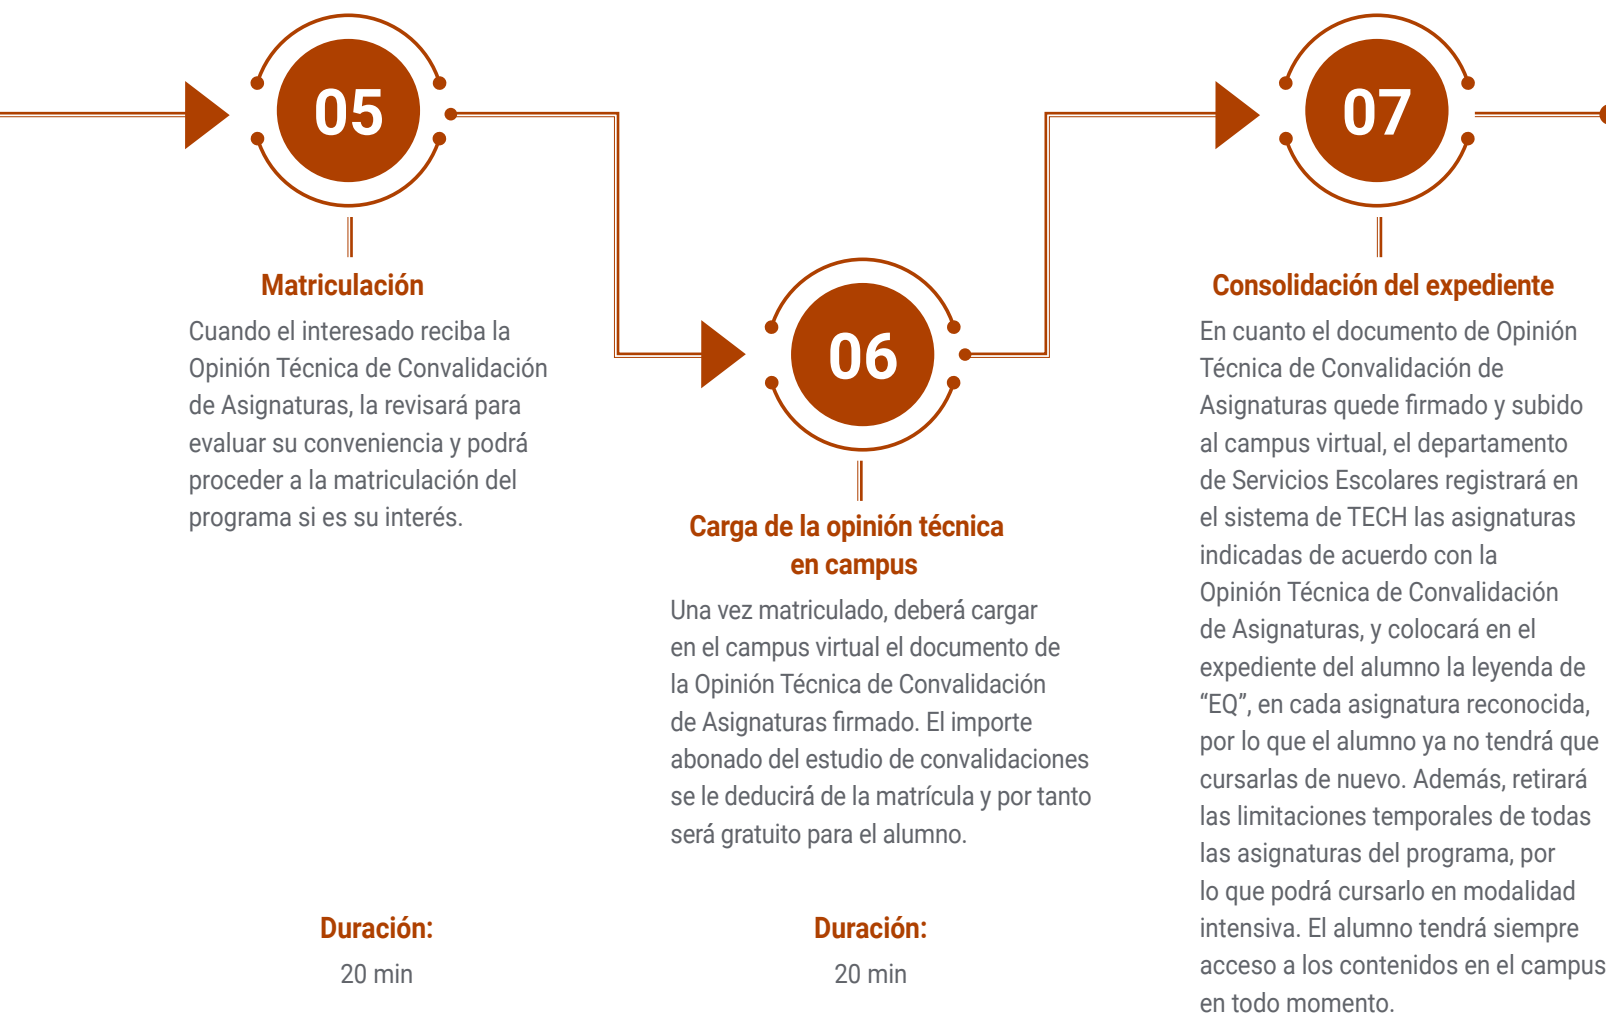 05
Matriculación
Cuando el interesado reciba la
Opinión Técnica de Convalidación
de Asignaturas, la revisará para
evaluar su conveniencia y podrá
proceder a la matriculación del
programa si es su interés.
Duración:
20 min
06
Carga de la opinión técnica
en campus
Una vez matriculado, deberá cargar
en el campus virtual el documento de
la Opinión Técnica de Convalidación
de Asignaturas firmado. El importe
abonado del estudio de convalidaciones
se le deducirá de la matrícula y por tanto
será gratuito para el alumno.
Duración:
20 min
07
Consolidación del expediente
En cuanto el documento de Opinión
Técnica de Convalidación de
Asignaturas quede firmado y subido
al campus virtual, el departamento
de Servicios Escolares registrará en
el sistema de TECH las asignaturas
indicadas de acuerdo con la
Opinión Técnica de Convalidación
de Asignaturas, y colocará en el
expediente del alumno la leyenda de
“EQ”, en cada asignatura reconocida,
por lo que el alumno ya no tendrá que
cursarlas de nuevo. Además, retirará
las limitaciones temporales de todas
las asignaturas del programa, por
lo que podrá cursarlo en modalidad
intensiva. El alumno tendrá siempre
acceso a los contenidos en el campus
en todo momento.